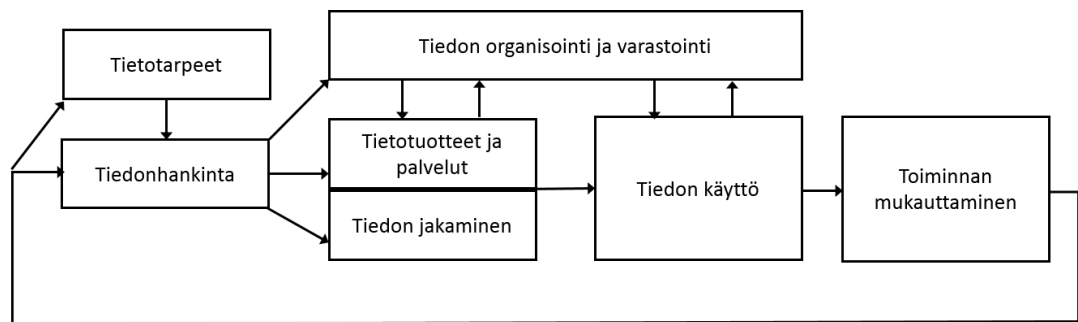 Tiedon organisointi ja varastointi
Tietotarpeet
Tietotuotteet ja
palvelut
Tiedonhankinta
Tiedon käyttö
Toiminnan
mukauttaminen
Tiedon jakaminen